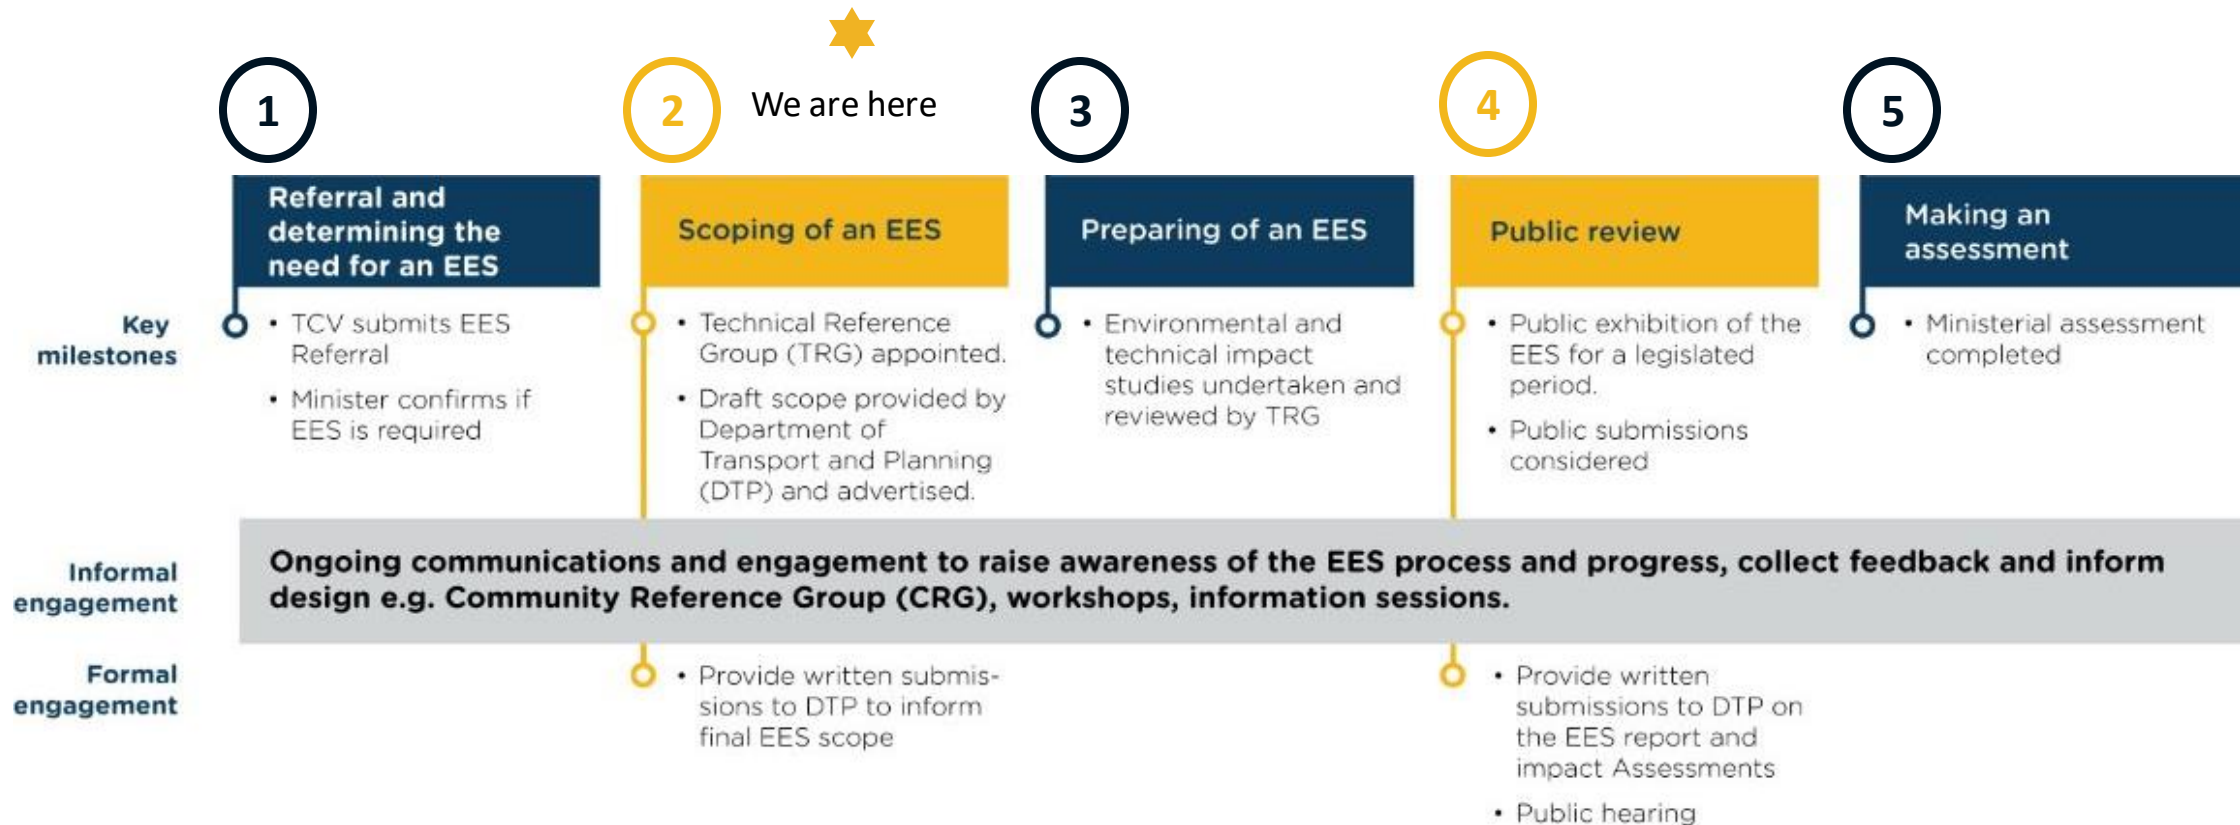 1
2
We are here
3
4
5
Referral and
determining the
need for an EES
Scoping of an EES
Preparing of an EES
Public review
Making an
assessment
Key
milestones
• TCV submits EES
Referral
• Minister confirms if
EES is required
• Technical Reference
Group (TRG) appointed.
• Draft scope provided by
Department of
Transport and Planning
(DTP) and advertised.
• Environmental and
technical impact
studies undertaken and
reviewed by TRG
• Public exhibition of the
EES for a legislated
period.
• Public submissions
considered
• Ministerial assessment
completed
Informal
engagement
Ongoing communications and engagement to raise awareness of the EES process and progress, collect feedback and inform
design e.g. Community Reference Group (CRG), workshops, information sessions.
Formal
engagement
• Provide written submis-
sions to DTP to inform
final EES scope
• Provide written
submissions to DTP on
the EES report and
impact Assessments
• Public hearing